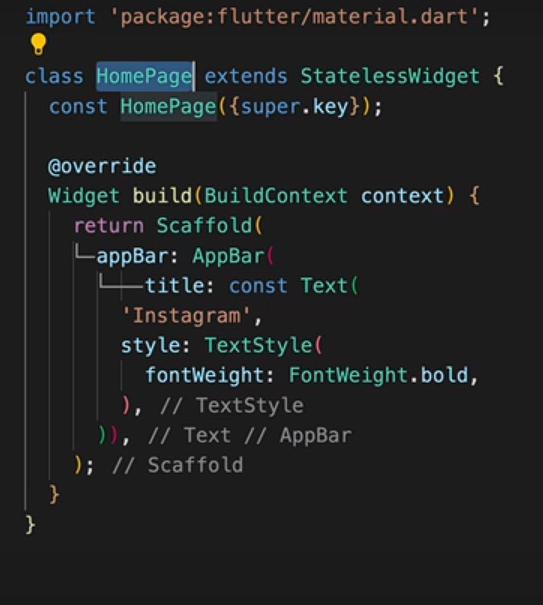 import 'package:flutter/material.dart';
class HomePage extends StatelessWidget {
const HomePage({super.key});
@override
Widget build(BuildContext context) {
return Scaffold(
appBar: AppBar(
title: const Text(
'Instagram',
style: TextStyle(
fontWeight: FontWeight.bold,
), // TextStyle
)), // Text // AppBar
); // Scaffold
}
}